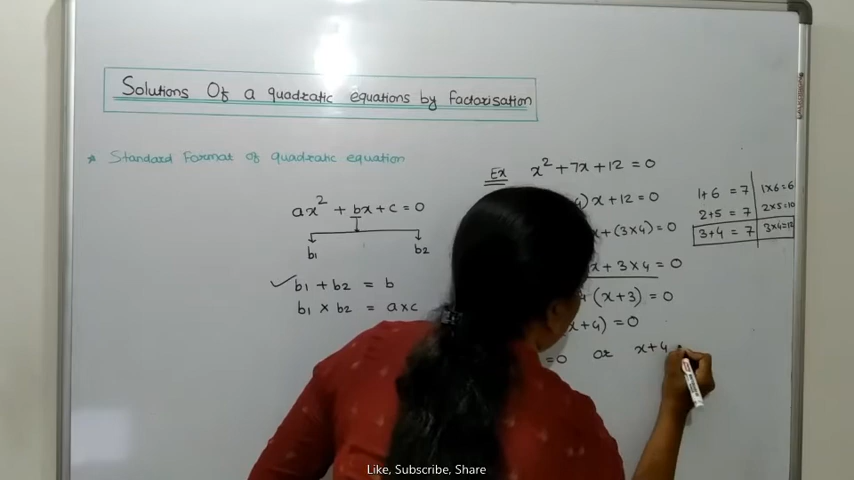 Solutions Of a quadratic equations by Factorisation
* Standard Format of quadratic equation
ax² + bx + c = 0
b1 b2
✓ b1 + b2 = b
b1 × b2 = a×c
Ex x² + 7x + 12 = 0
4)x + 12 = 0
x + (3×4) = 0
x + 3×4 = 0
4(x+3) = 0
x+4) = 0
=0 or x+4
1+6 = 7 1×6=6
2+5 = 7 2×5=10
3+4 = 7 3×4=12
Like, Subscribe, Share